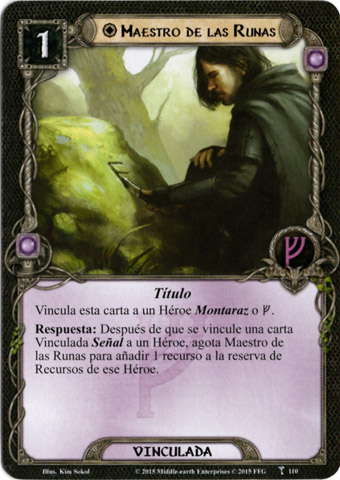 1
MAESTRO DE LAS RUNAS
ᚠ
Título
Vincula esta carta a un Héroe Montaraz o ᚠ.
Respuesta: Después de que se vincule una carta
Vinculada Señal a un Héroe, agota Maestro de
las Runas para añadir 1 recurso a la reserva de
Recursos de ese Héroe.
VINCULADA
Illus. Kim Sokol © 2015 Middle-earth Enterprises © 2015 FFG 110